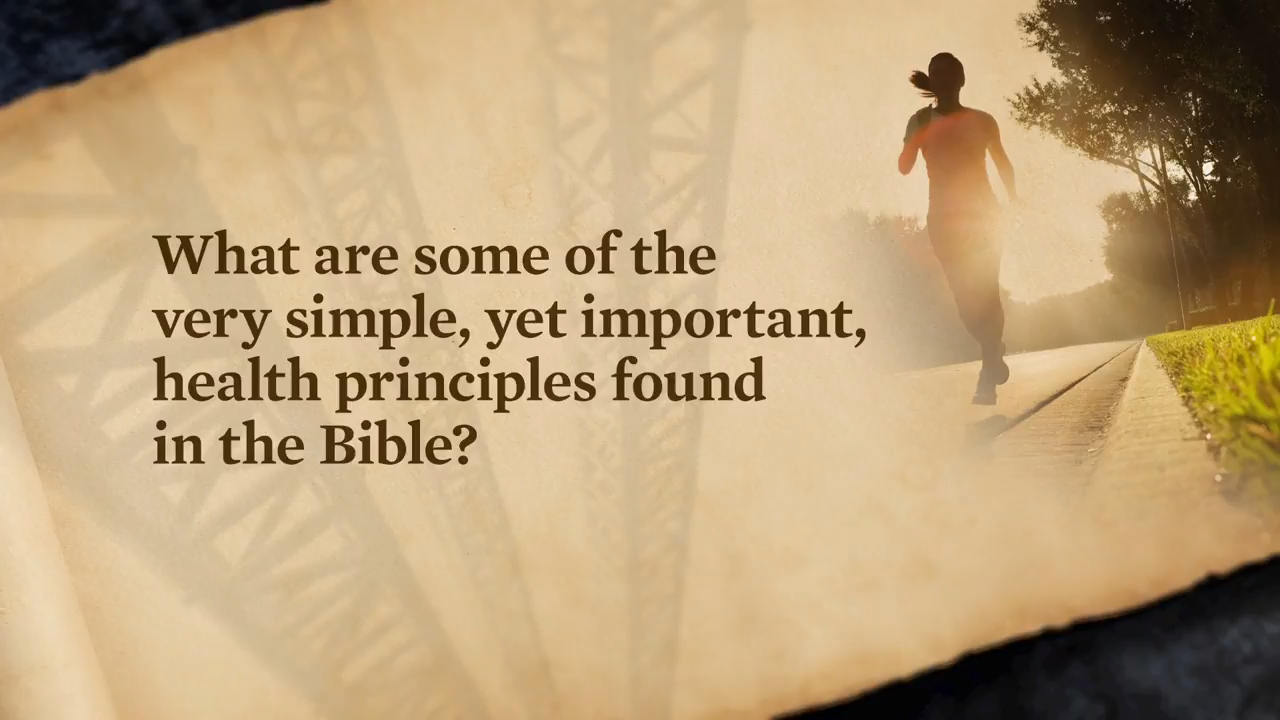 What are some of the
very simple, yet important,
health principles found
in the Bible?